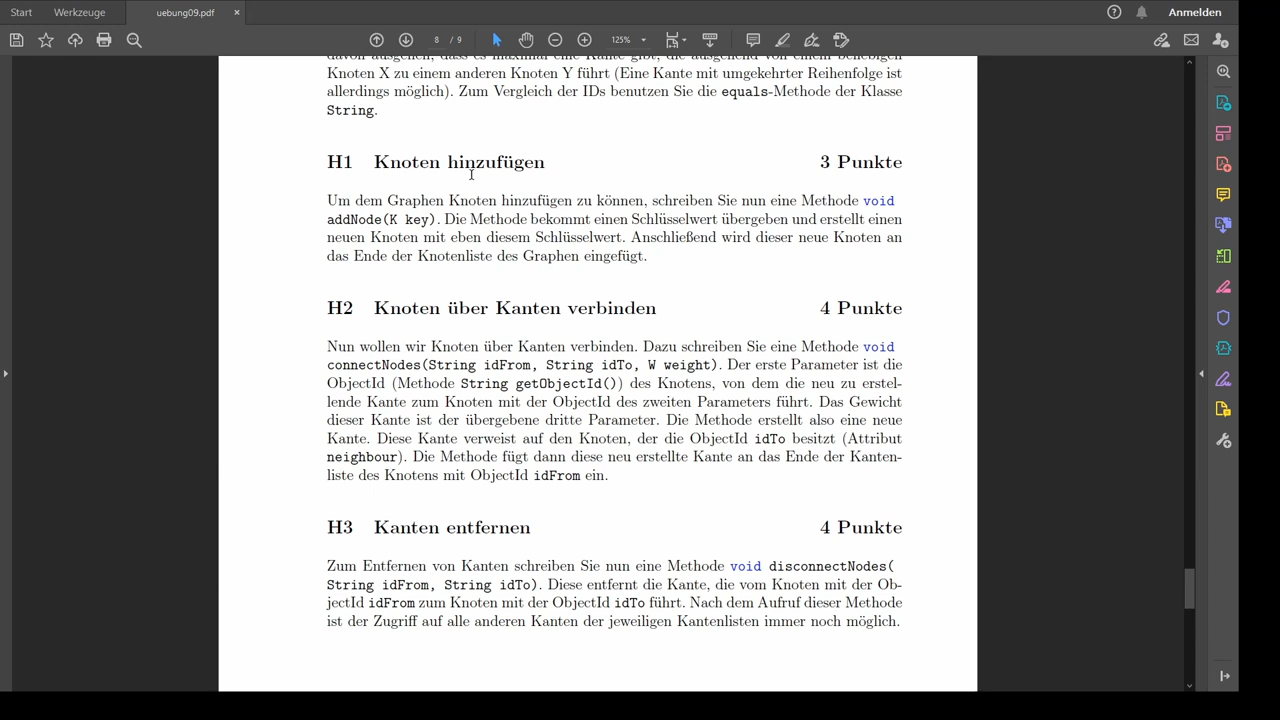 Start Werkzeuge uebung09.pdf × Anmelden
8 / 9 125%
davon ausgehen, dass es maximal eine Kante gibt, die ausgehend von einem beliebigen
Knoten X zu einem anderen Knoten Y führt (Eine Kante mit umgekehrter Reihenfolge ist
allerdings möglich). Zum Vergleich der IDs benutzen Sie die equals-Methode der Klasse
String.
H1 Knoten hinzufügen 3 Punkte
Um dem Graphen Knoten hinzufügen zu können, schreiben Sie nun eine Methode void
addNode(K key). Die Methode bekommt einen Schlüsselwert übergeben und erstellt einen
neuen Knoten mit eben diesem Schlüsselwert. Anschließend wird dieser neue Knoten an
das Ende der Knotenliste des Graphen eingefügt.
H2 Knoten über Kanten verbinden 4 Punkte
Nun wollen wir Knoten über Kanten verbinden. Dazu schreiben Sie eine Methode void
connectNodes(String idFrom, String idTo, W weight). Der erste Parameter ist die
ObjectId (Methode String getObjectId()) des Knotens, von dem die neu zu erstel-
lende Kante zum Knoten mit der ObjectId des zweiten Parameters führt. Das Gewicht
dieser Kante ist der übergebene dritte Parameter. Die Methode erstellt also eine neue
Kante. Diese Kante verweist auf den Knoten, der die ObjectId idTo besitzt (Attribut
neighbour). Die Methode fügt dann diese neu erstellte Kante an das Ende der Kanten-
liste des Knotens mit ObjectId idFrom ein.
H3 Kanten entfernen 4 Punkte
Zum Entfernen von Kanten schreiben Sie nun eine Methode void disconnectNodes(
String idFrom, String idTo). Diese entfernt die Kante, die vom Knoten mit der Ob-
jectId idFrom zum Knoten mit der ObjectId idTo führt. Nach dem Aufruf dieser Methode
ist der Zugriff auf alle anderen Kanten der jeweiligen Kantenlisten immer noch möglich.